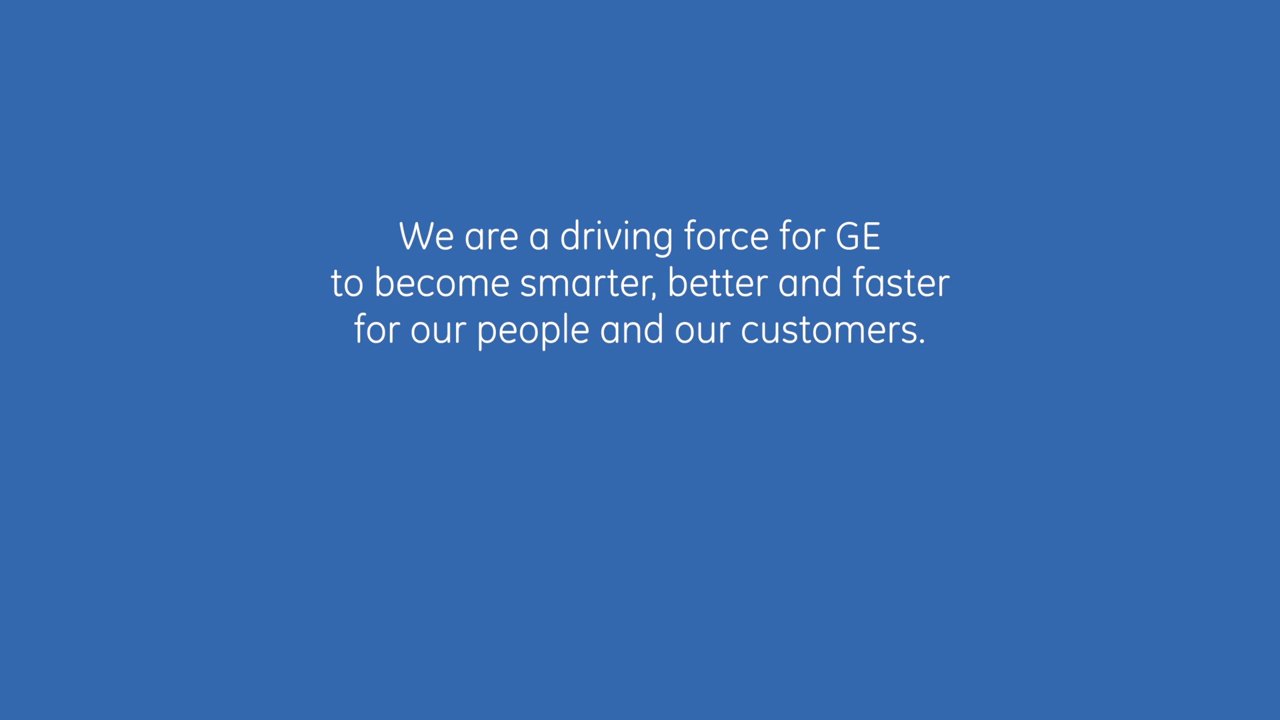 We are a driving force for GE
to become smarter, better and faster
for our people and our customers.